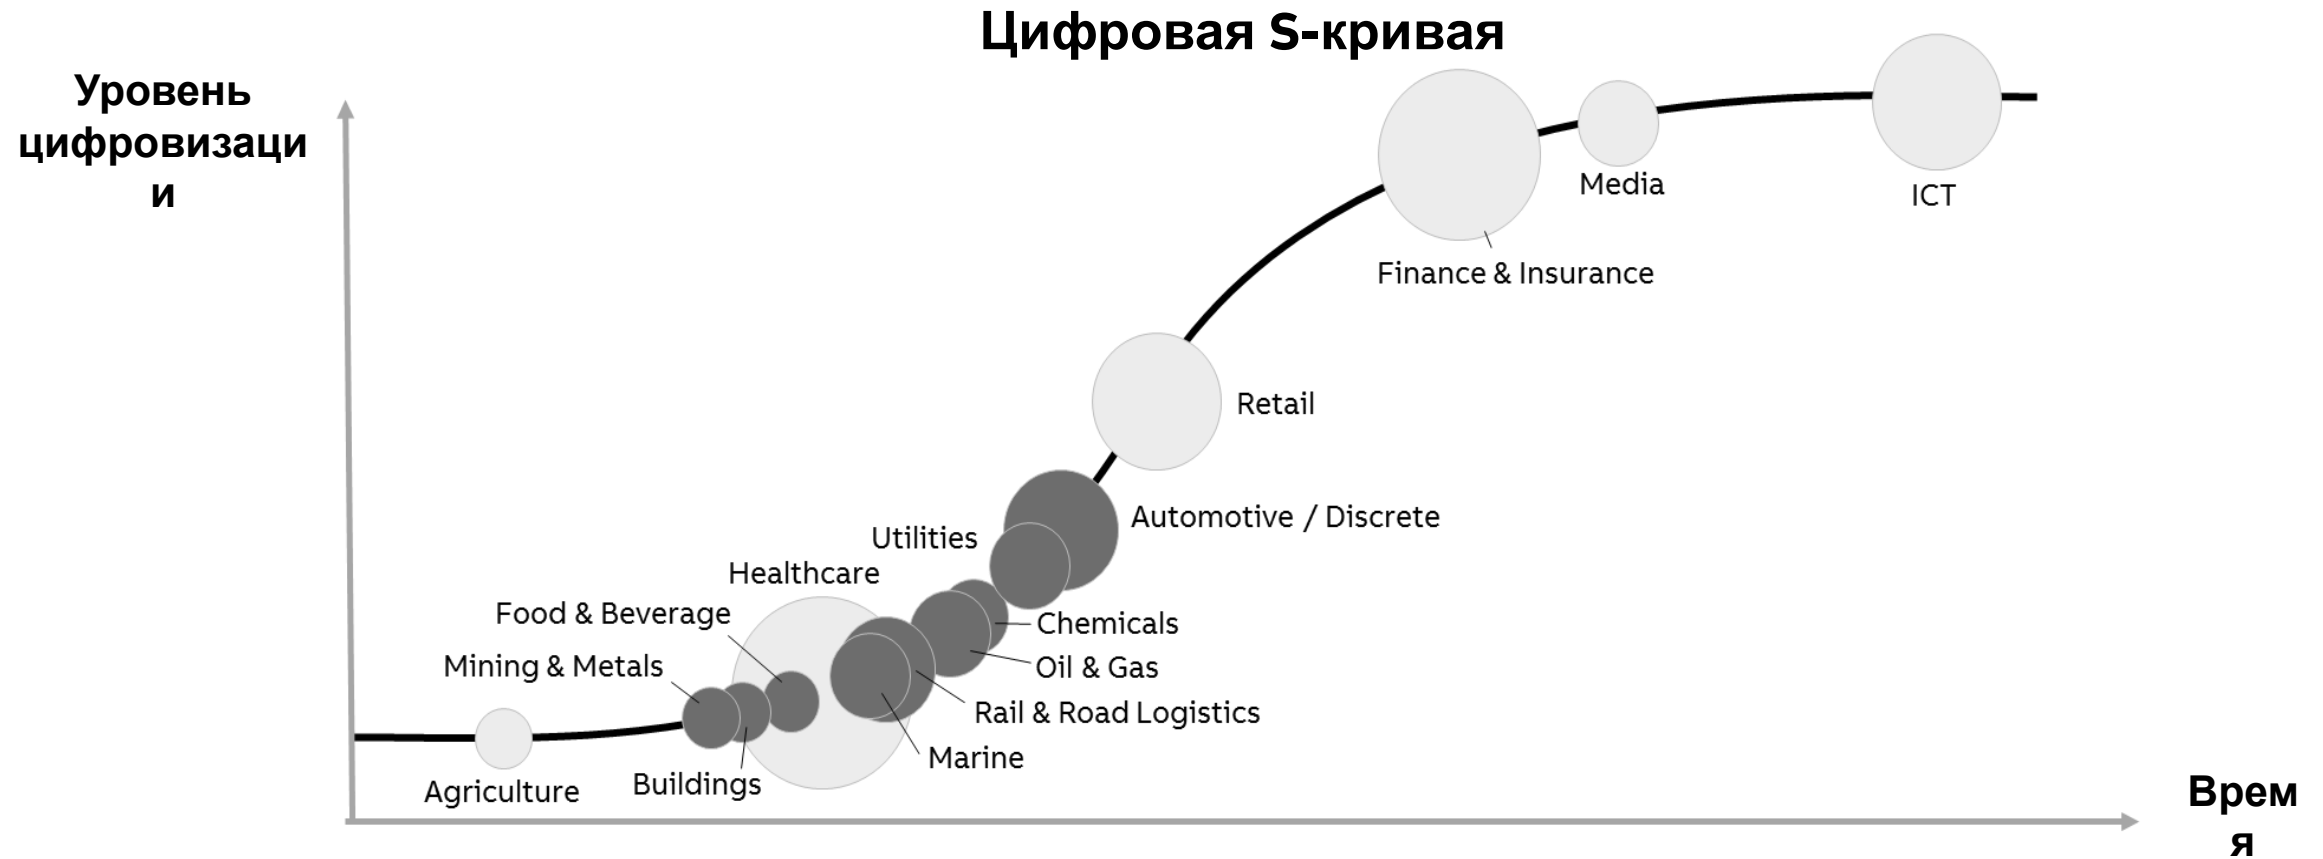 Цифровая S-кривая
Уровень
цифровизаци
и
Media
ICT
Finance & Insurance
Retail
Automotive / Discrete
Utilities
Healthcare
Food & Beverage
Chemicals
Mining & Metals
Oil & Gas
Rail & Road Logistics
Marine
Buildings
Agriculture
Врем
я